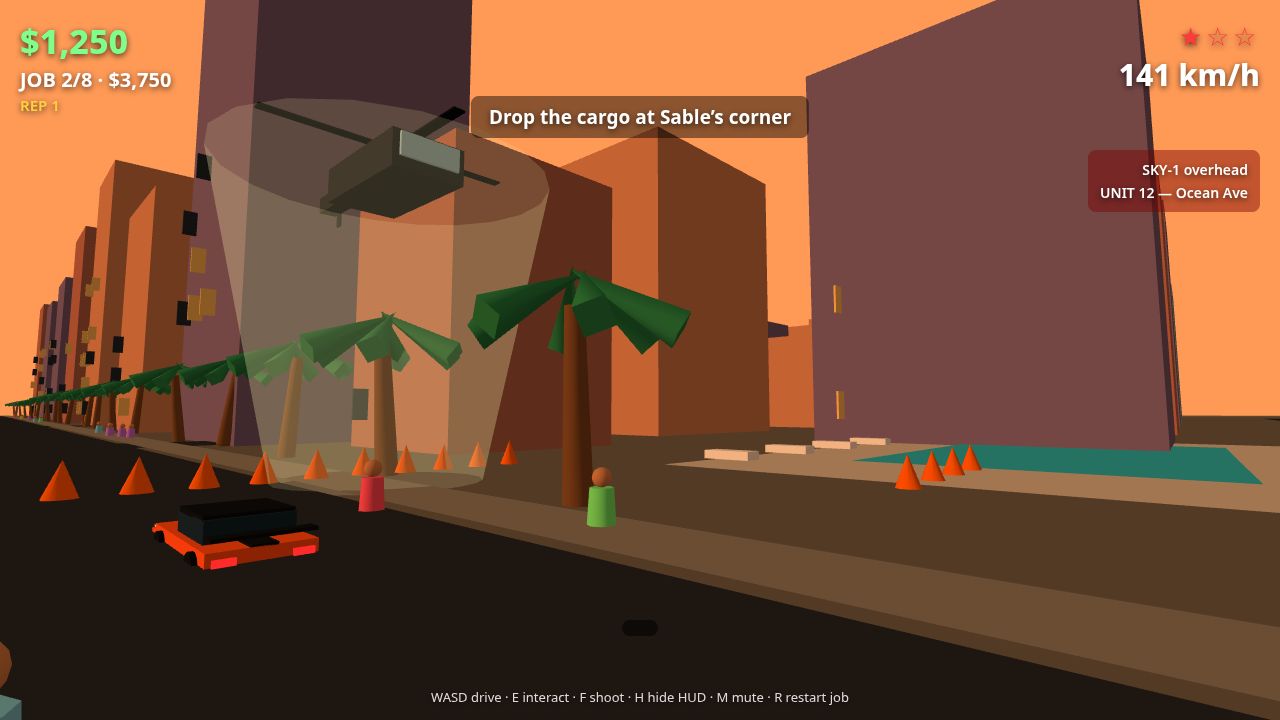 $1,250
JOB 2/8 · $3,750
REP 1
Drop the cargo at Sable’s corner
★ ☆ ☆
141 km/h
SKY-1 overhead
UNIT 12 — Ocean Ave
WASD drive · E interact · F shoot · H hide HUD · M mute · R restart job